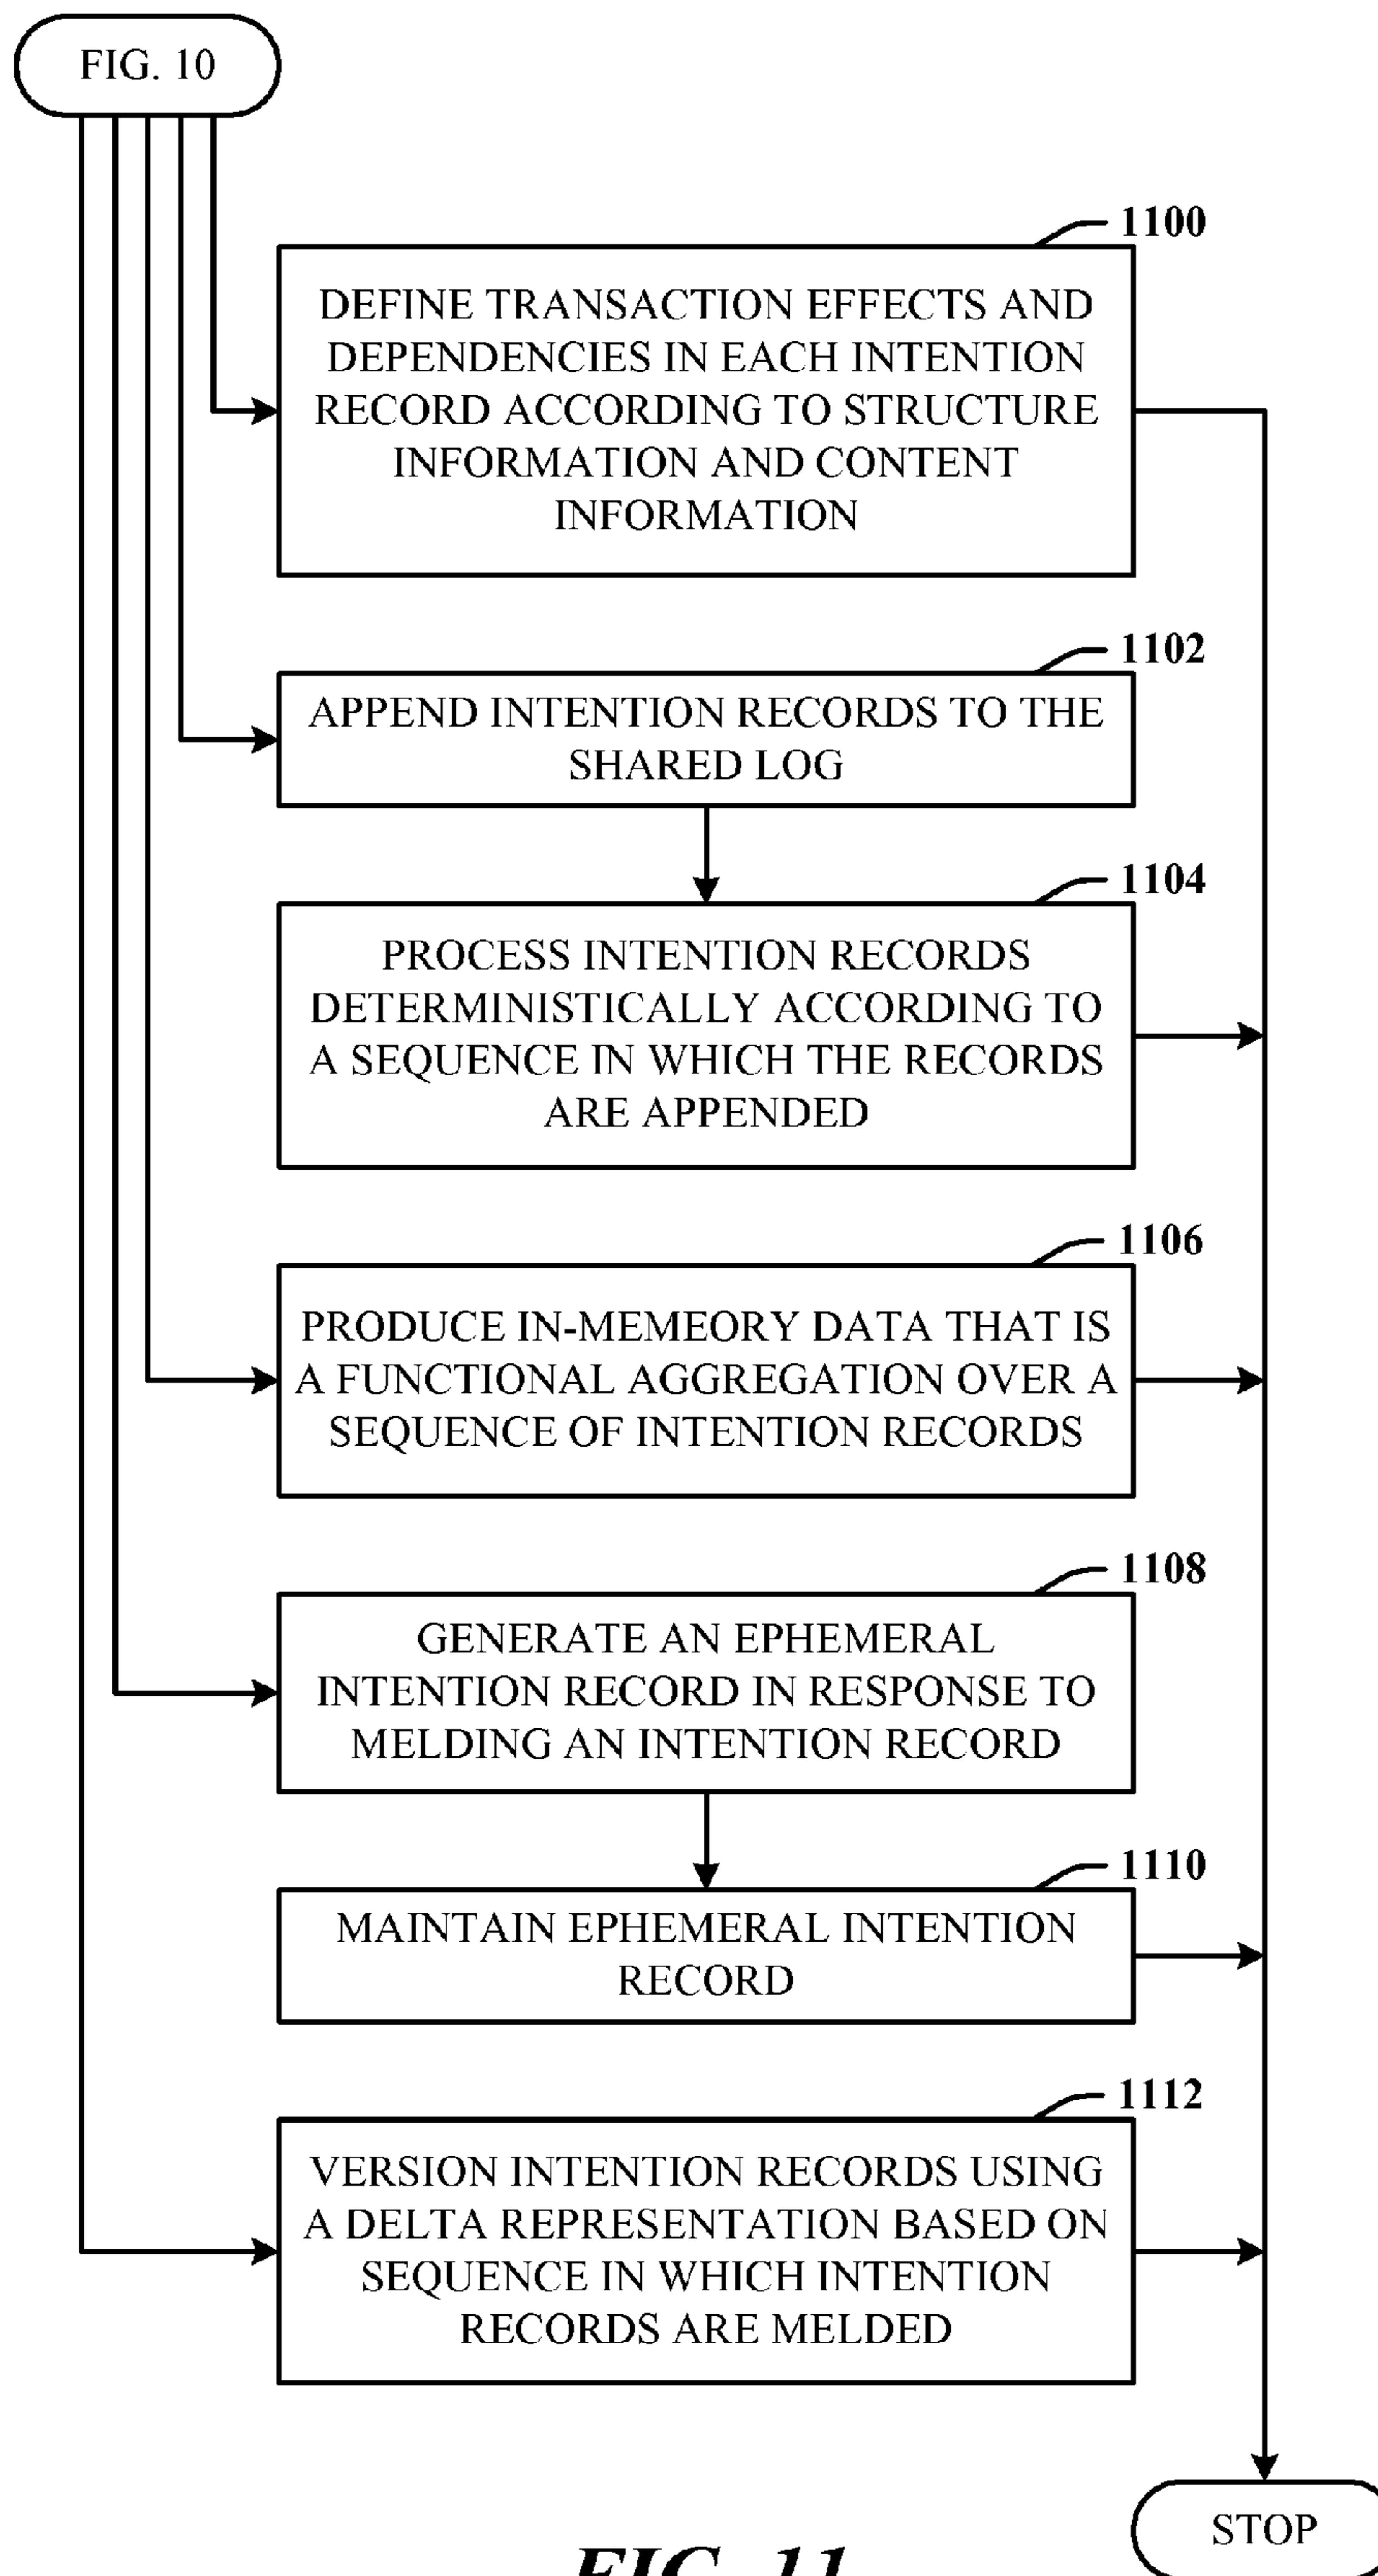 FIG. 10
1100
DEFINE TRANSACTION EFFECTS AND
DEPENDENCIES IN EACH INTENTION
RECORD ACCORDING TO STRUCTURE
INFORMATION AND CONTENT
INFORMATION
1102
APPEND INTENTION RECORDS TO THE
SHARED LOG
1104
PROCESS INTENTION RECORDS
DETERMINISTICALLY ACCORDING TO
A SEQUENCE IN WHICH THE RECORDS
ARE APPENDED
1106
PRODUCE IN-MEMEORY DATA THAT IS
A FUNCTIONAL AGGREGATION OVER A
SEQUENCE OF INTENTION RECORDS
1108
GENERATE AN EPHEMERAL
INTENTION RECORD IN RESPONSE TO
MELDING AN INTENTION RECORD
1110
MAINTAIN EPHEMERAL INTENTION
RECORD
1112
VERSION INTENTION RECORDS USING
A DELTA REPRESENTATION BASED ON
SEQUENCE IN WHICH INTENTION
RECORDS ARE MELDED
STOP
FIG. 11